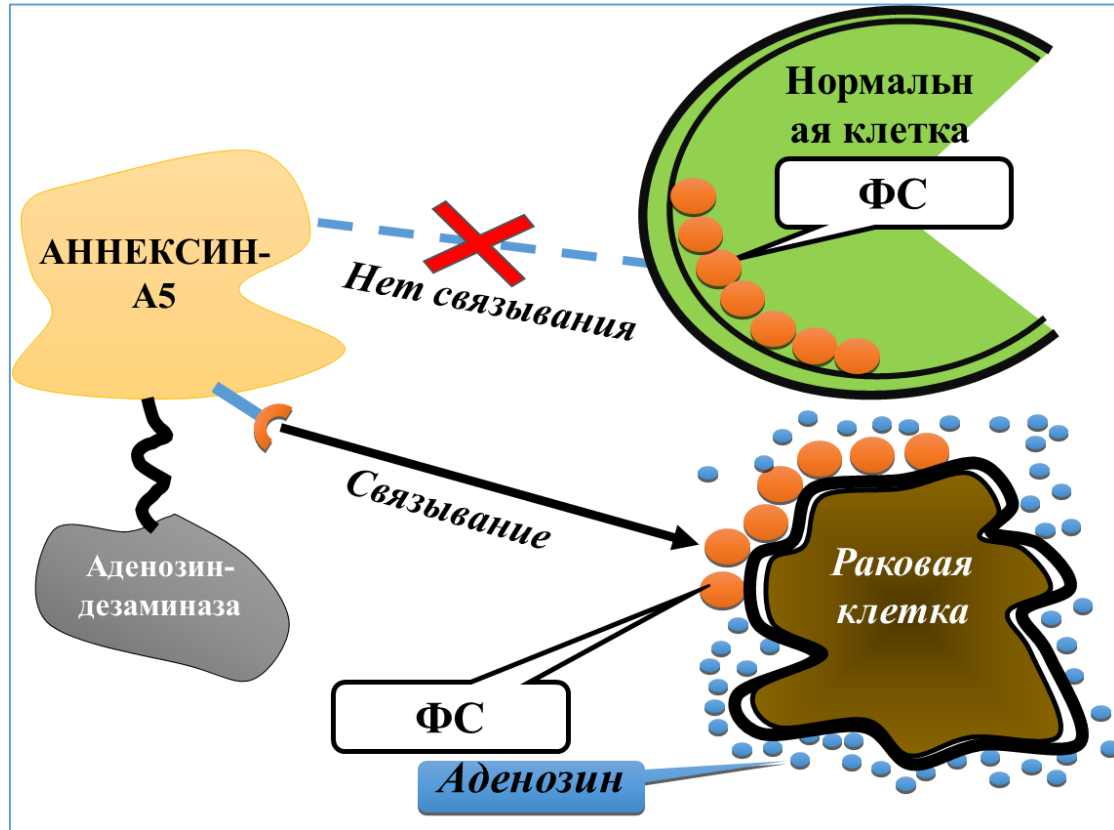 Нормальн
ая клетка
ФС
АННЕКСИН-
А5
Нет связывания
Связывание
Аденозин-
дезаминаза
Раковая
клетка
ФС
Аденозин